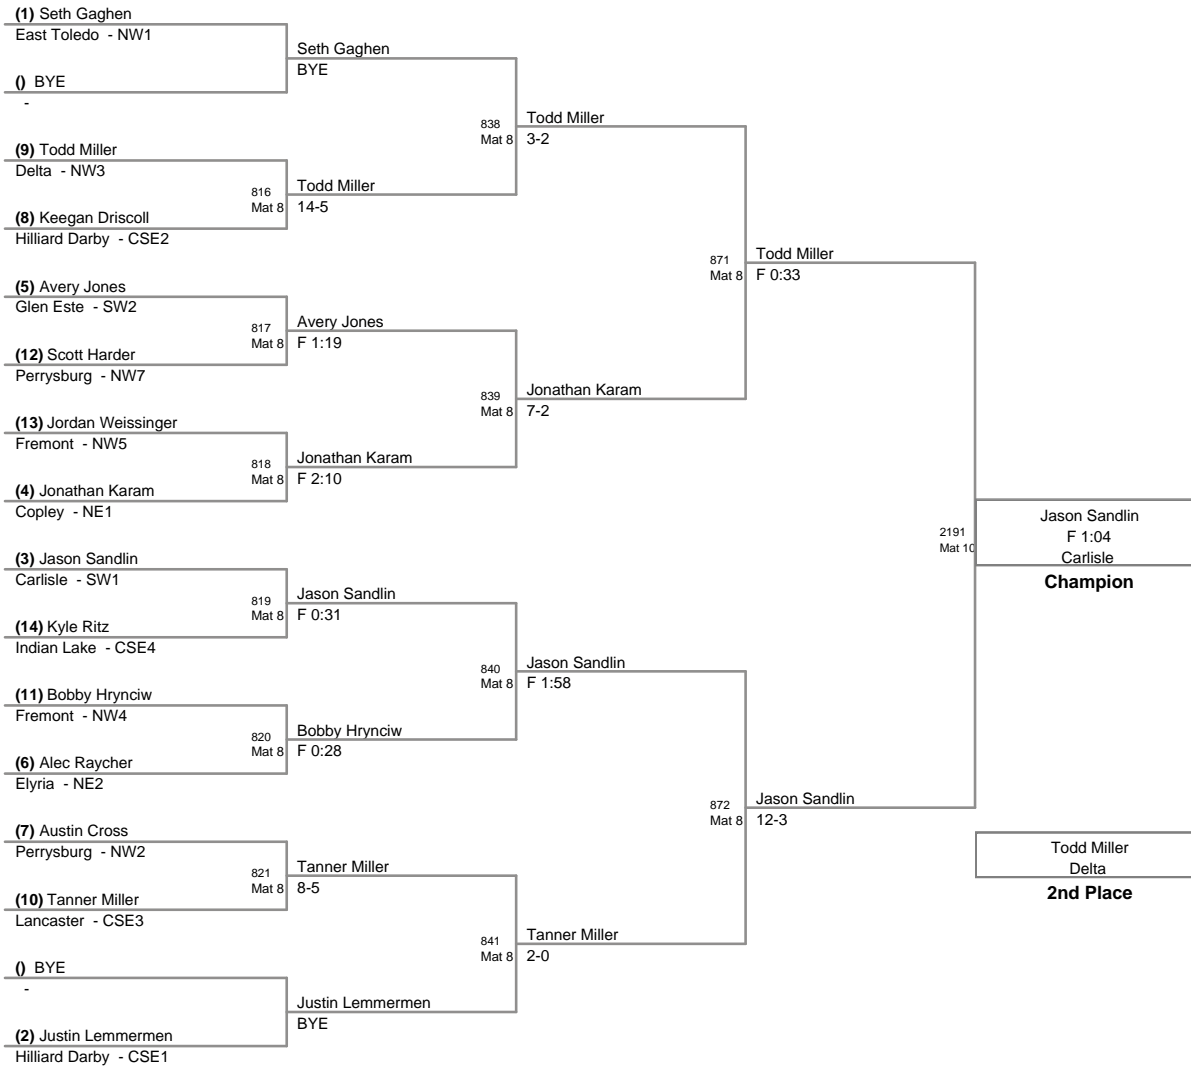 (1) Seth Gaghen
East Toledo - NW1
Seth Gaghen
BYE
() BYE
-
838
Mat 8
Todd Miller
3-2
(9) Todd Miller
Delta - NW3
816
Mat 8
Todd Miller
14-5
(8) Keegan Driscoll
Hilliard Darby - CSE2
871
Mat 8
Todd Miller
F 0:33
(5) Avery Jones
Glen Este - SW2
817
Mat 8
Avery Jones
F 1:19
(12) Scott Harder
Perrysburg - NW7
839
Mat 8
Jonathan Karam
7-2
(13) Jordan Weissinger
Fremont - NW5
818
Mat 8
Jonathan Karam
F 2:10
(4) Jonathan Karam
Copley - NE1
2191
Mat 10
Jason Sandlin
F 1:04
Carlisle
Champion
(3) Jason Sandlin
Carlisle - SW1
819
Mat 8
Jason Sandlin
F 0:31
(14) Kyle Ritz
Indian Lake - CSE4
840
Mat 8
Jason Sandlin
F 1:58
(11) Bobby Hrynciw
Fremont - NW4
820
Mat 8
Bobby Hrynciw
F 0:28
(6) Alec Raycher
Elyria - NE2
872
Mat 8
Jason Sandlin
12-3
(7) Austin Cross
Perrysburg - NW2
821
Mat 8
Tanner Miller
8-5
(10) Tanner Miller
Lancaster - CSE3
Todd Miller
Delta
2nd Place
841
Mat 8
Tanner Miller
2-0
() BYE
-
Justin Lemmermen
BYE
(2) Justin Lemmermen
Hilliard Darby - CSE1